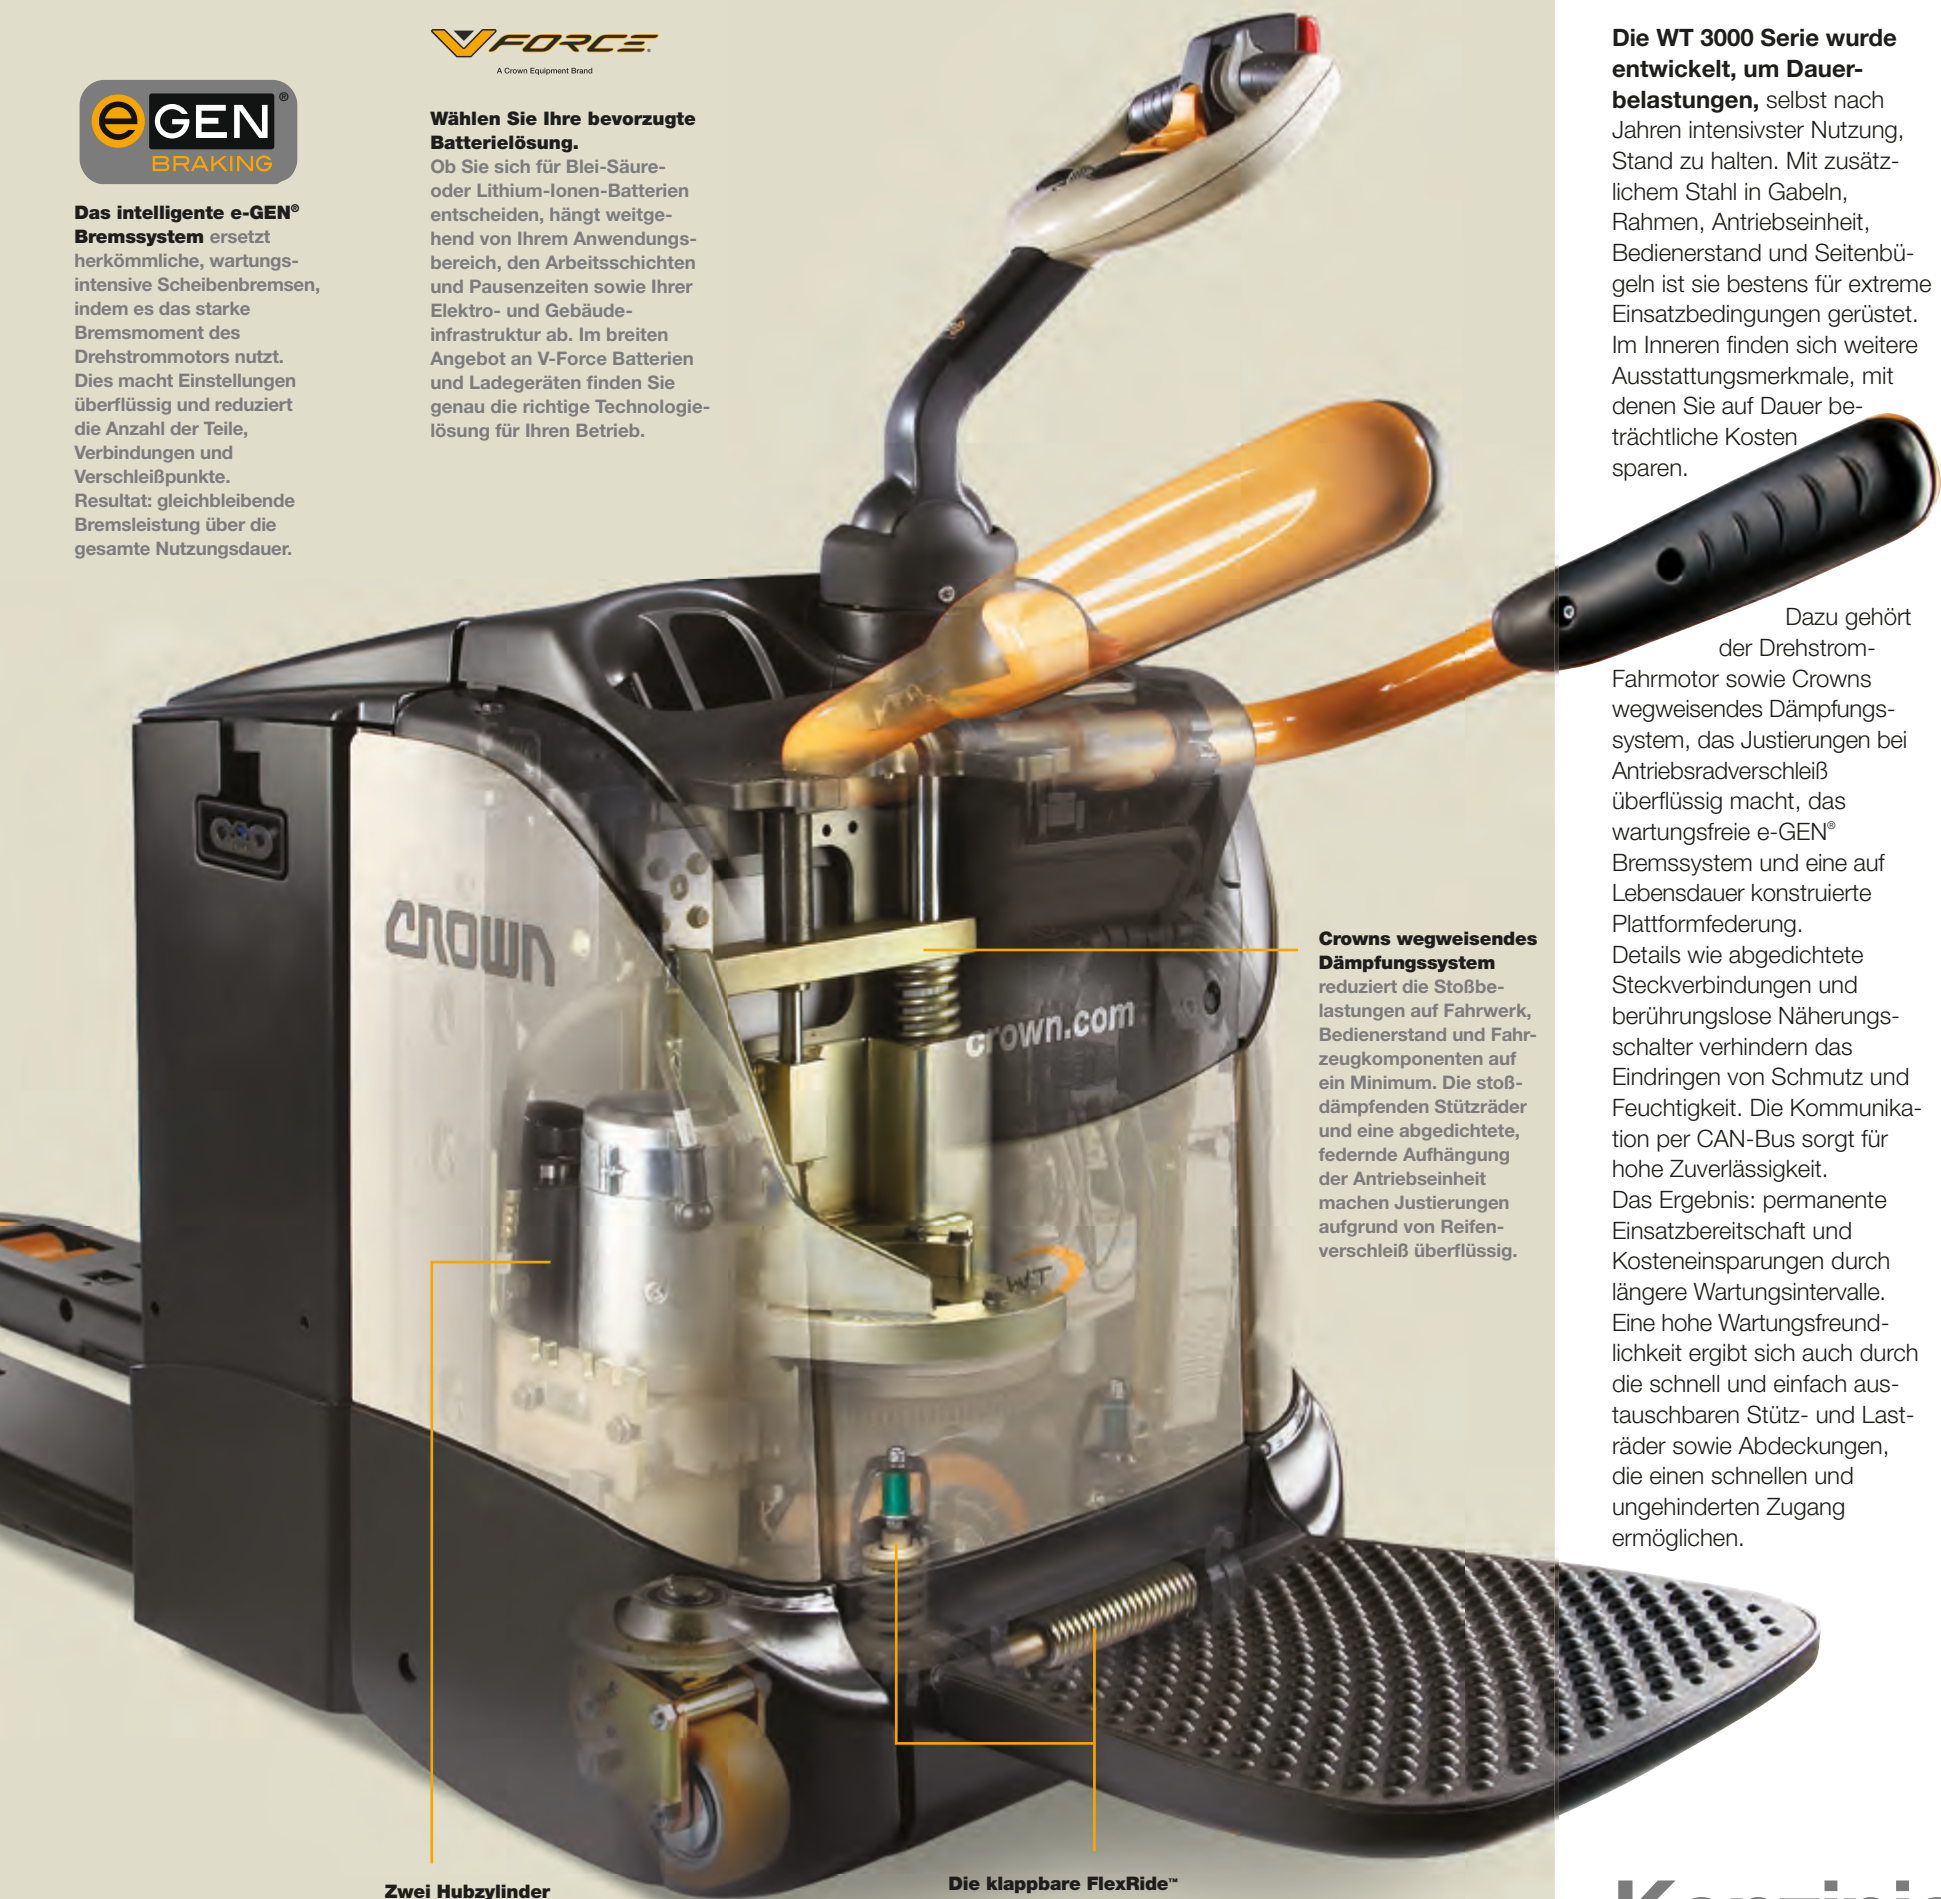 e GEN®
BRAKING
Das intelligente e-GEN®
Bremssystem ersetzt
herkömmliche, wartungs-
intensive Scheibenbremsen,
indem es das starke
Bremsmoment des
Drehstrommotors nutzt.
Dies macht Einstellungen
überflüssig und reduziert
die Anzahl der Teile,
Verbindungen und
Verschleißpunkte.
Resultat: gleichbleibende
Bremsleistung über die
gesamte Nutzungsdauer.
V FORCE®
A Crown Equipment Brand
Wählen Sie Ihre bevorzugte
Batterielösung.
Ob Sie sich für Blei-Säure-
oder Lithium-Ionen-Batterien
entscheiden, hängt weitge-
hend von Ihrem Anwendungs-
bereich, den Arbeitsschichten
und Pausenzeiten sowie Ihrer
Elektro- und Gebäude-
infrastruktur ab. Im breiten
Angebot an V-Force Batterien
und Ladegeräten finden Sie
genau die richtige Technologie-
lösung für Ihren Betrieb.
CROWN
crown.com
WT
Crowns wegweisendes
Dämpfungssystem
reduziert die Stoßbe-
lastungen auf Fahrwerk,
Bedienerstand und Fahr-
zeugkomponenten auf
ein Minimum. Die stoß-
dämpfenden Stützräder
und eine abgedichtete,
federnde Aufhängung
der Antriebseinheit
machen Justierungen
aufgrund von Reifen-
verschleiß überflüssig.
Zwei Hubzylinder
Die klappbare FlexRide™
Die WT 3000 Serie wurde
entwickelt, um Dauer-
belastungen, selbst nach
Jahren intensivster Nutzung,
Stand zu halten. Mit zusätz-
lichem Stahl in Gabeln,
Rahmen, Antriebseinheit,
Bedienerstand und Seitenbü-
geln ist sie bestens für extreme
Einsatzbedingungen gerüstet.
Im Inneren finden sich weitere
Ausstattungsmerkmale, mit
denen Sie auf Dauer be-
trächtliche Kosten
sparen.
Dazu gehört
der Drehstrom-
Fahrmotor sowie Crowns
wegweisendes Dämpfungs-
system, das Justierungen bei
Antriebsradverschleiß
überflüssig macht, das
wartungsfreie e-GEN®
Bremssystem und eine auf
Lebensdauer konstruierte
Plattformfederung.
Details wie abgedichtete
Steckverbindungen und
berührungslose Näherungs-
schalter verhindern das
Eindringen von Schmutz und
Feuchtigkeit. Die Kommunika-
tion per CAN-Bus sorgt für
hohe Zuverlässigkeit.
Das Ergebnis: permanente
Einsatzbereitschaft und
Kosteneinsparungen durch
längere Wartungsintervalle.
Eine hohe Wartungsfreund-
lichkeit ergibt sich auch durch
die schnell und einfach aus-
tauschbaren Stütz- und Last-
räder sowie Abdeckungen,
die einen schnellen und
ungehinderten Zugang
ermöglichen.